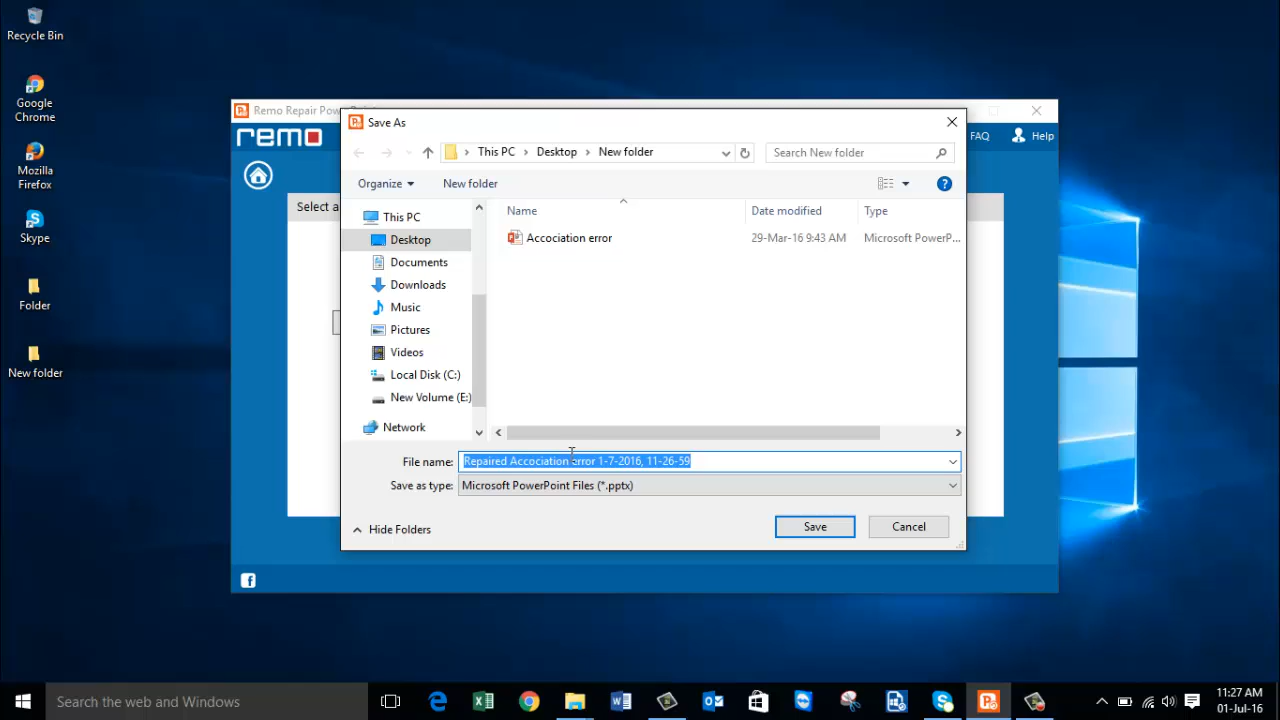 Recycle Bin
Google
Chrome
Mozilla
Firefox
Skype
Folder
New folder
Remo Repair Pow
remo
FAQ
Help
Select a
Save As
This PC > Desktop > New folder
Search New folder
Organize
New folder
This PC
Desktop
Documents
Downloads
Music
Pictures
Videos
Local Disk (C:)
New Volume (E:)
Network
Name
Date modified
Type
Accociation error
29-Mar-16 9:43 AM
Microsoft PowerP...
File name:
Repaired Accociation error 1-7-2016, 11-26-59
Save as type:
Microsoft PowerPoint Files (*.pptx)
Hide Folders
Save
Cancel
Search the web and Windows
11:27 AM
01-Jul-16